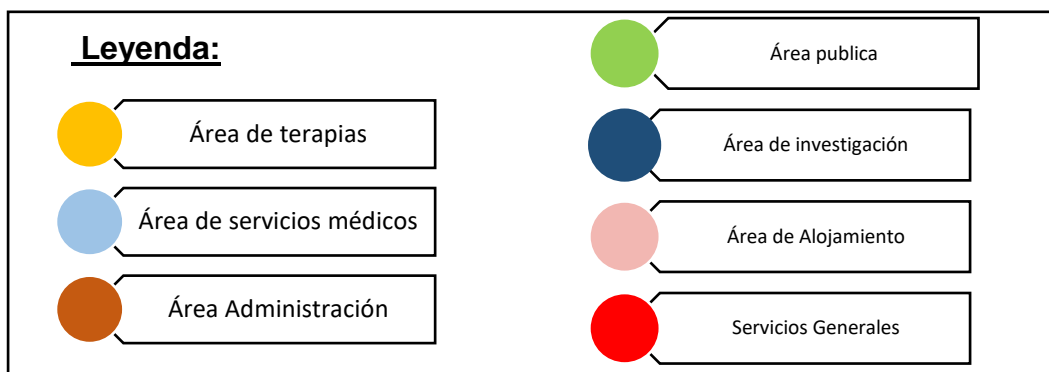 Leyenda:
Área de terapias
Área de servicios médicos
Área Administración
Área publica
Área de investigación
Área de Alojamiento
Servicios Generales